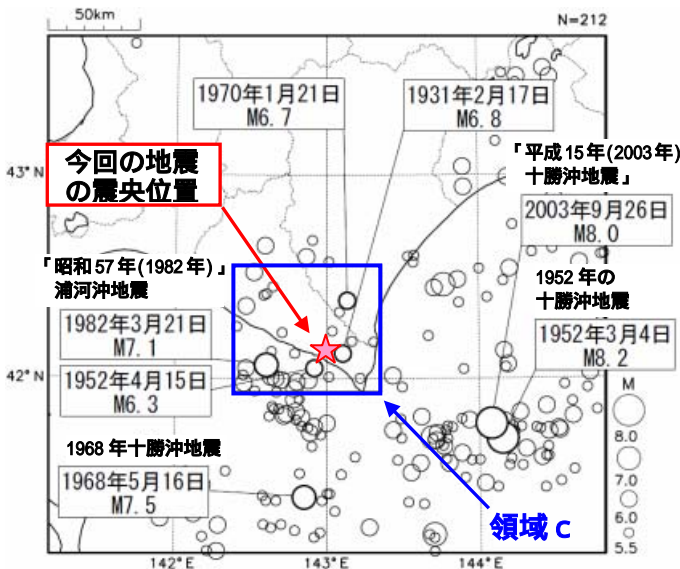 50km
N=212
1970年1月21日
M6.7
1931年2月17日
M6.8
43°N
今回の地震
の震央位置
「平成15年(2003年)
十勝沖地震」
2003年9月26日
M8.0
「昭和57年(1982年)」
浦河沖地震
1952年の
十勝沖地震
1982年3月21日
M7.1
1952年3月4日
M8.2
42°N
1952年4月15日
M6.3
M
8.0
7.0
6.0
5.5
1968年十勝沖地震
1968年5月16日
M7.5
領域c
142°E
143°E
144°E